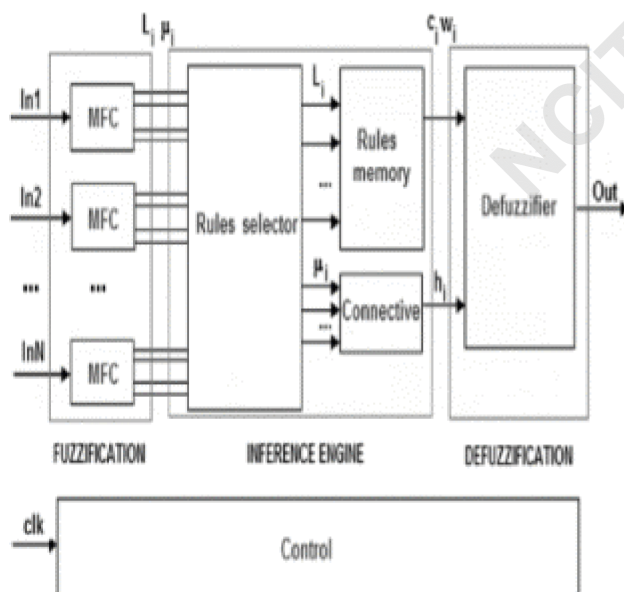 L_i μ_i
c_i w_i
In1
MFC
In2
MFC
...
...
InN
MFC
Rules selector
L_i
...
Rules
memory
μ_i
...
Connective
h_i
Defuzzifier
Out
FUZZIFICATION
INFERENCE ENGINE
DEFUZZIFICATION
clk
Control
NCIT